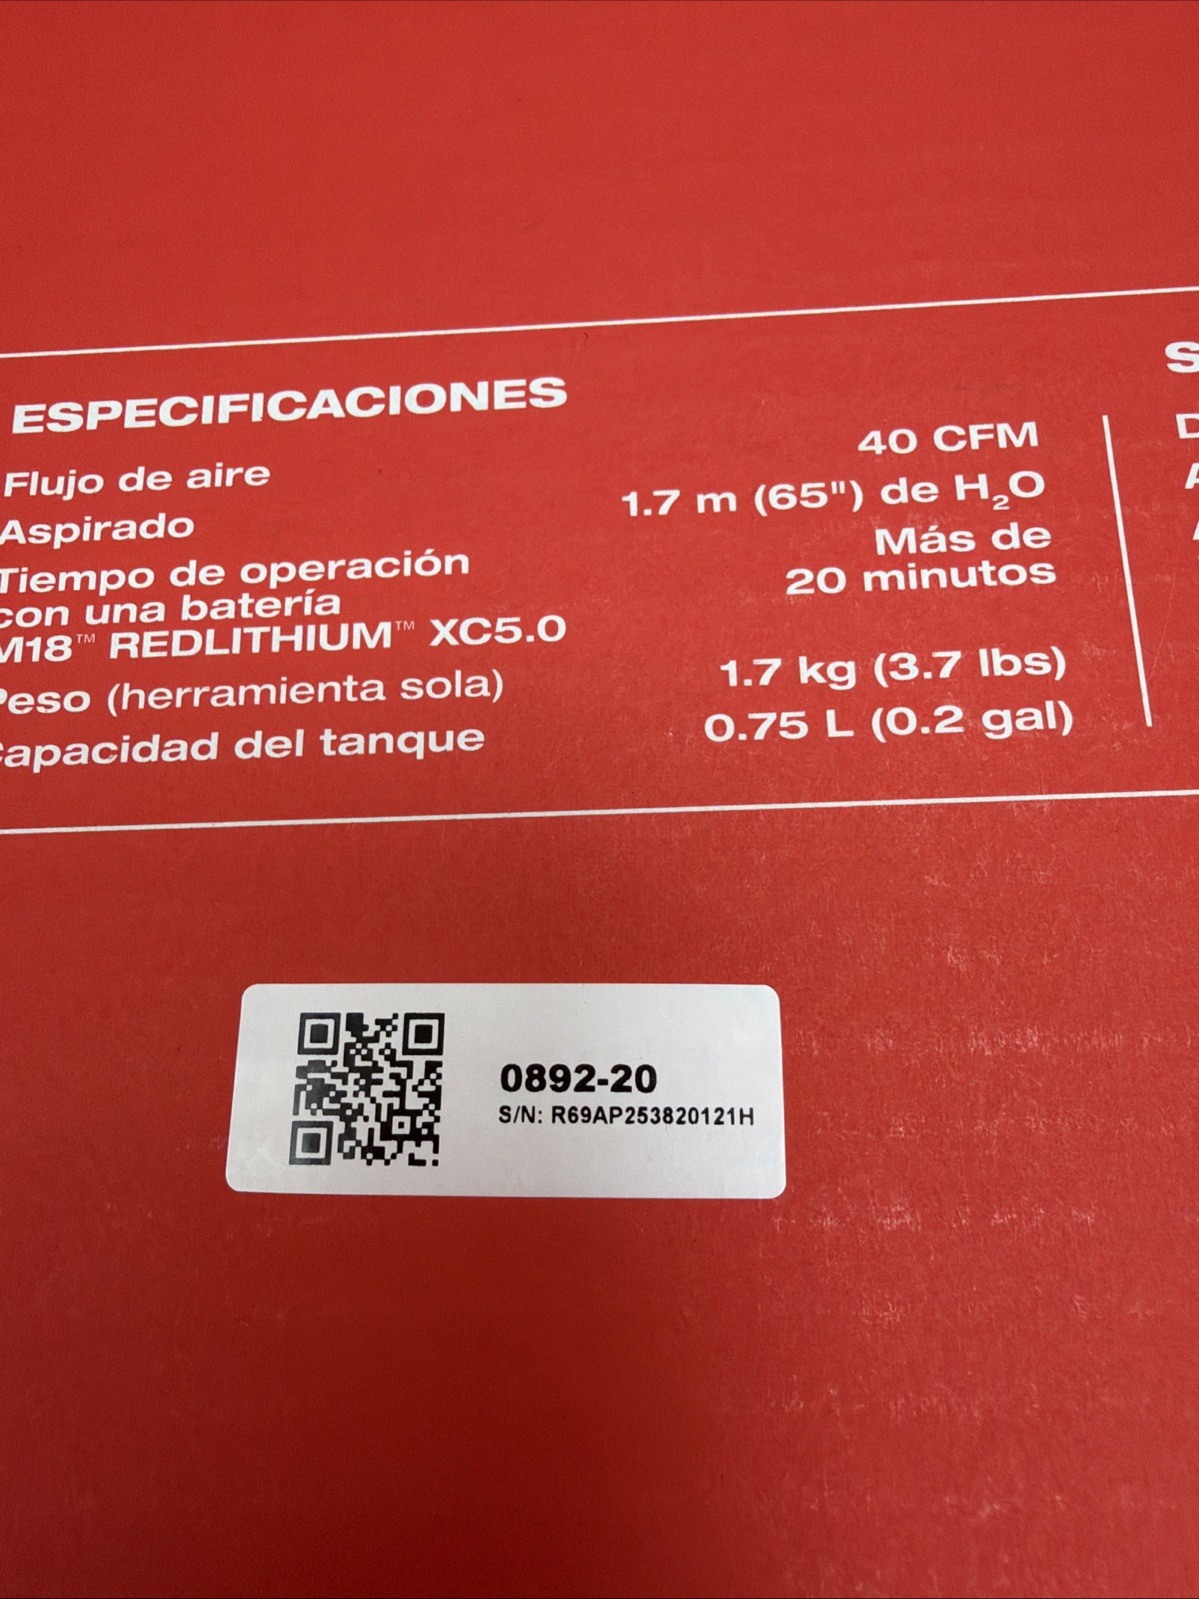 ESPECIFICACIONES
Flujo de aire 40 CFM
Aspirado 1.7 m (65") de H₂O
Tiempo de operación
con una batería
M18™ REDLITHIUM™ XC5.0 Más de
20 minutos
Peso (herramienta sola) 1.7 kg (3.7 lbs)
Capacidad del tanque 0.75 L (0.2 gal)
0892-20
S/N: R69AP253820121H